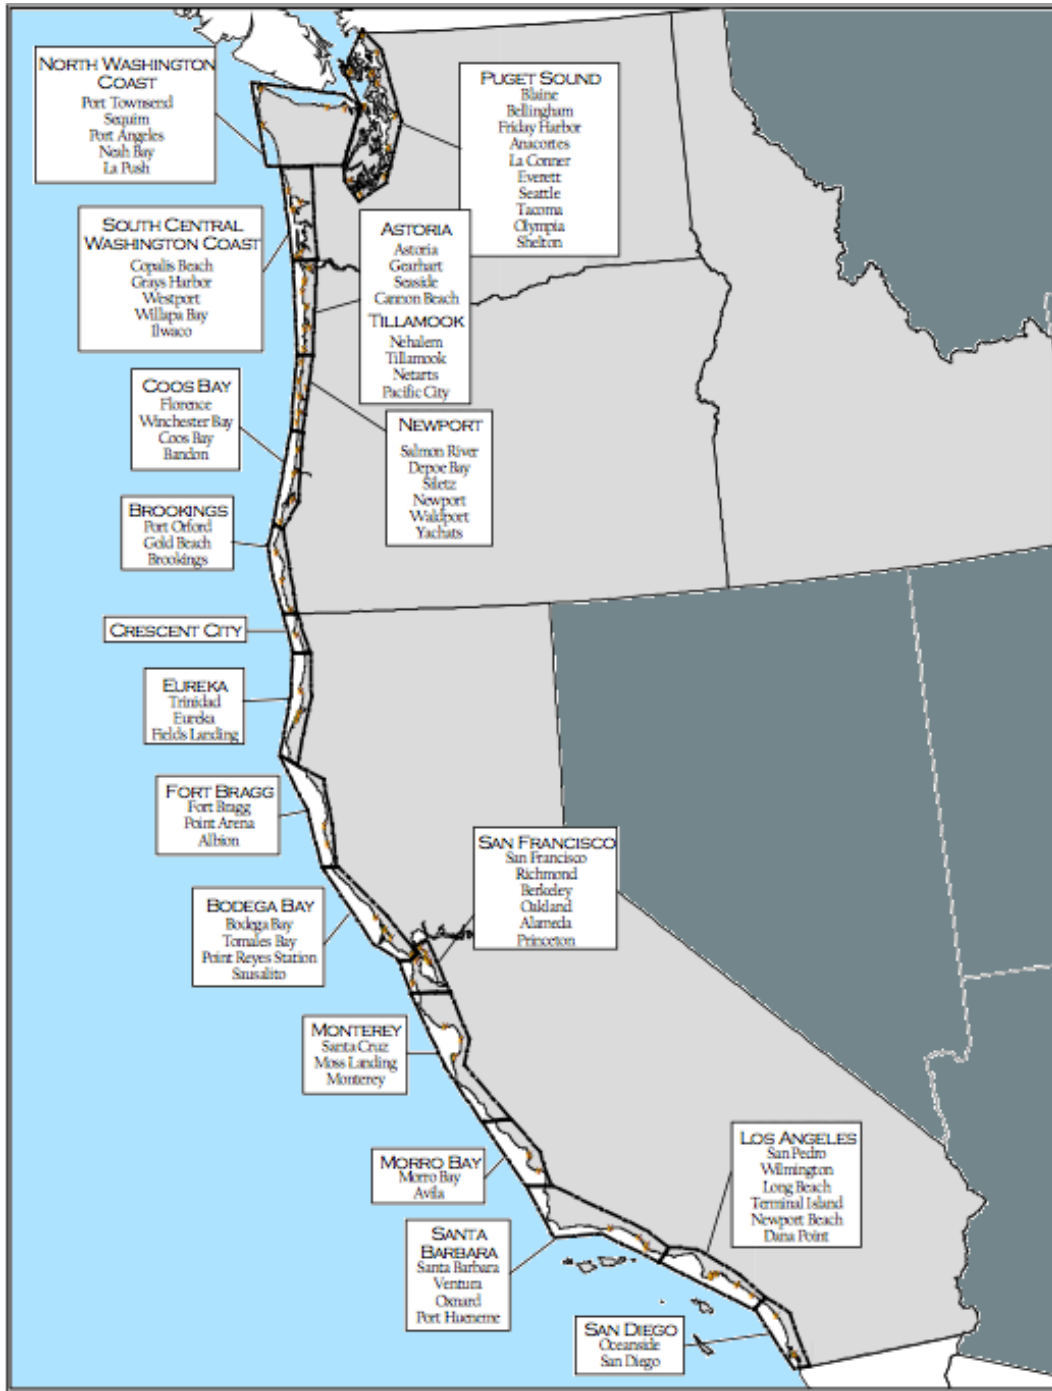 NORTH WASHINGTON
COAST
Port Townsend
Sequim
Port Angeles
Neah Bay
La Push
PUGET SOUND
Blaine
Bellingham
Friday Harbor
Anacortes
La Conner
Everett
Seattle
Tacoma
Olympia
Shelton
SOUTH CENTRAL
WASHINGTON COAST
Copalis Beach
Grays Harbor
Westport
Willapa Bay
Ilwaco
ASTORIA
Astoria
Gearhart
Seaside
Cannon Beach
TILLAMOOK
Nehalem
Tillamook
Netarts
Pacific City
COOS BAY
Florence
Winchester Bay
Coos Bay
Bandon
NEWPORT
Salmon River
Depoe Bay
Siletz
Newport
Waldport
Yachats
BROOKINGS
Port Orford
Gold Beach
Brookings
CRESCENT CITY
EUREKA
Trinidad
Eureka
Fields Landing
FORT BRAGG
Fort Bragg
Point Arena
Albion
SAN FRANCISCO
San Francisco
Richmond
Berkeley
Oakland
Alameda
Princeton
BODEGA BAY
Bodega Bay
Tomales Bay
Point Reyes Station
Sausalito
MONTEREY
Santa Cruz
Moss Landing
Monterey
MORRO BAY
Morro Bay
Avila
LOS ANGELES
San Pedro
Wilmington
Long Beach
Terminal Island
Newport Beach
Dana Point
SANTA
BARBARA
Santa Barbara
Ventura
Oxnard
Port Hueneme
SAN DIEGO
Oceanside
San Diego